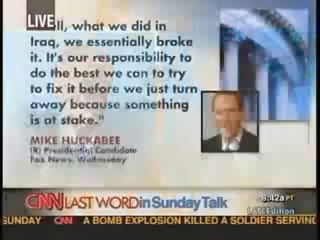 LIVE
ll, what we did in
Iraq, we essentially broke
it. It's our responsibility to
do the best we can to try
to fix it before we just turn
away because something
is at stake."
MIKE HUCKABEE
(R) Presidential Candidate
Fox News, Wednesday
CNN LAST WORD in Sunday Talk
6:42a PT
LATE Edition
SUNDAY CNN A BOMB EXPLOSION KILLED A SOLDIER SERVING